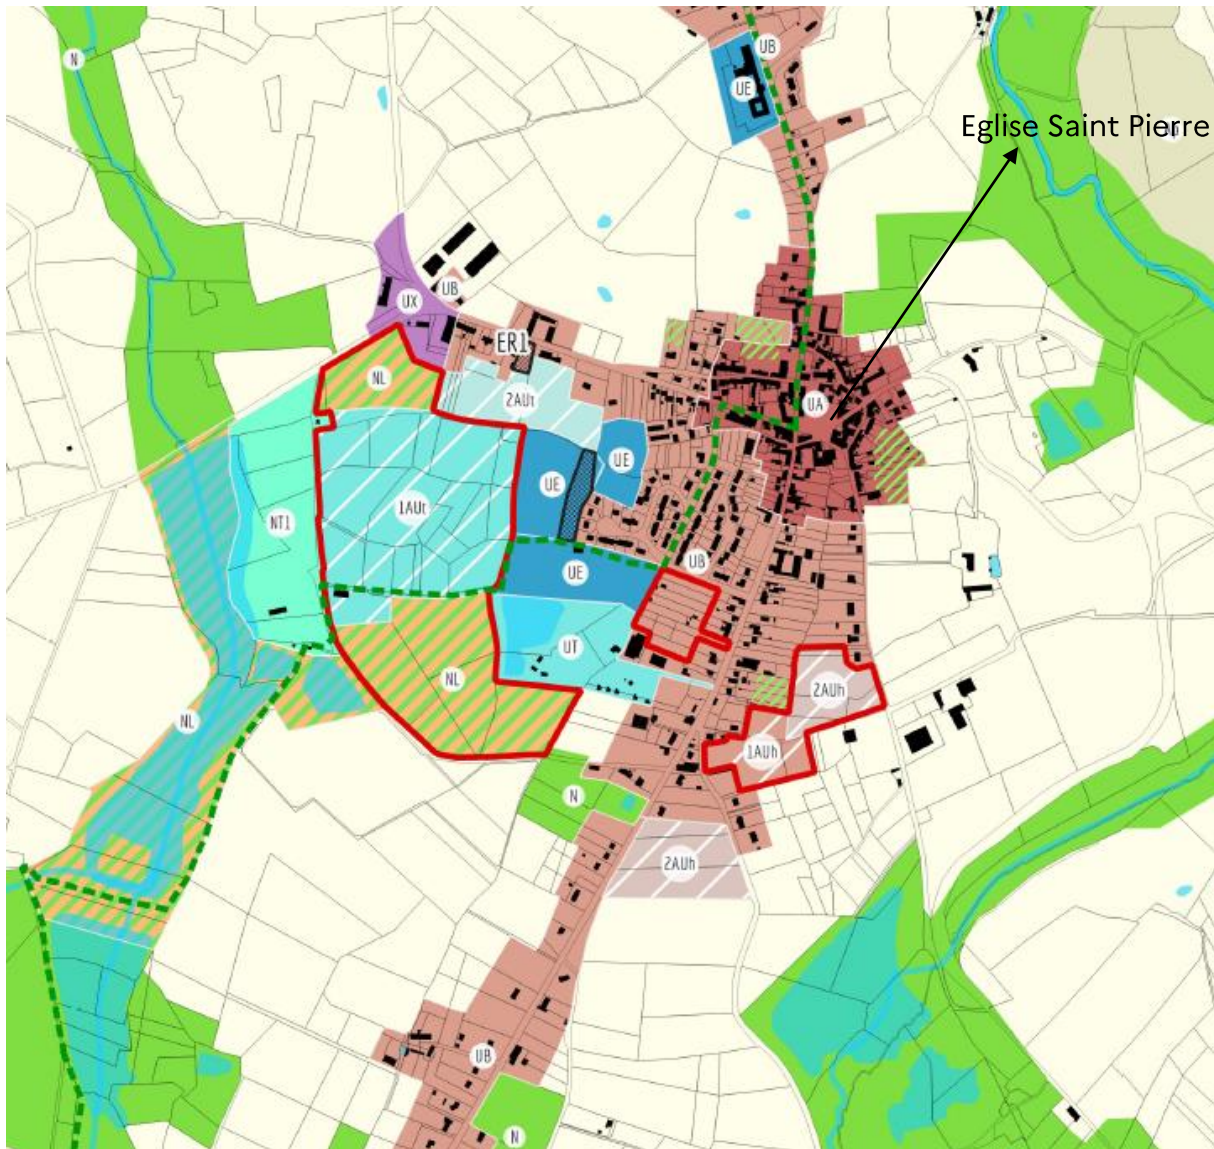 UB
N
UE
Eglise Saint Pierre
UB
UX
ER1
NL
2AUt
UA
UE
UE
1AUt
NT1
UB
UE
UT
NL
2AUh
NL
1AUh
N
2AUh
UB
N